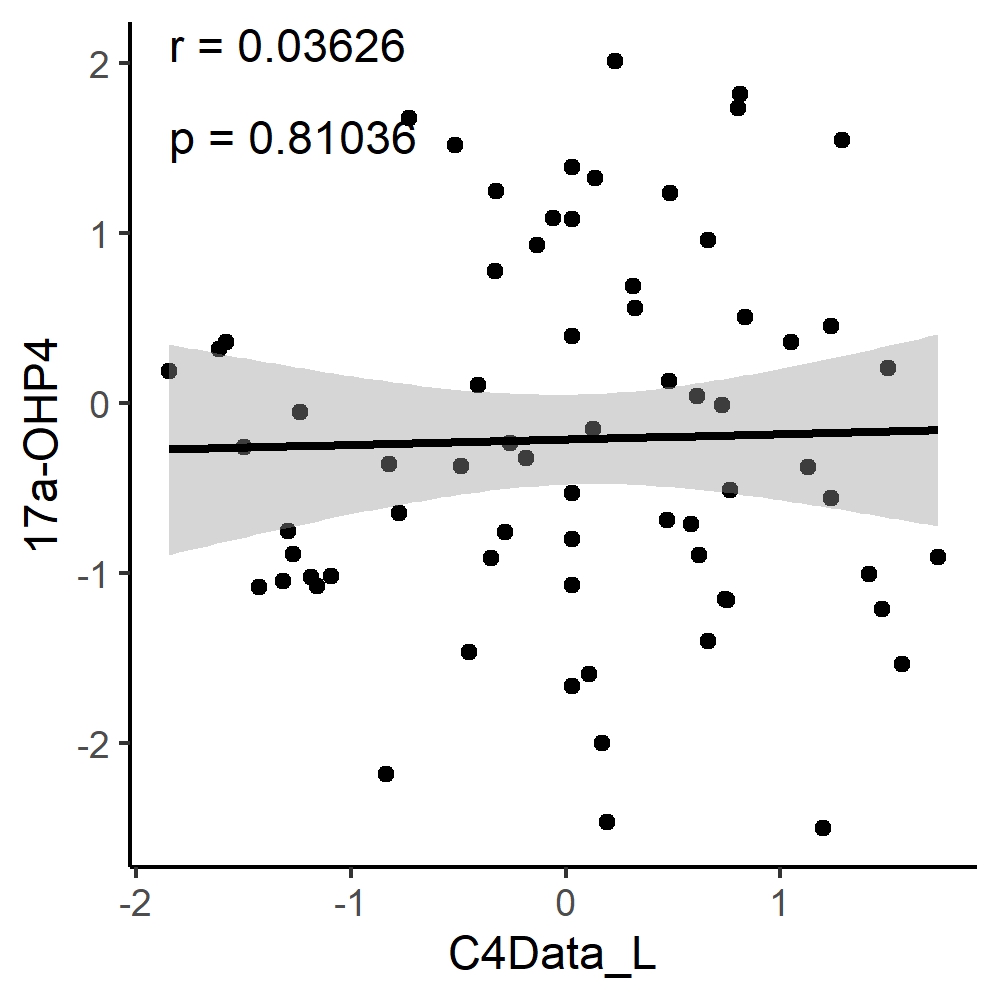 r = 0.03626
p = 0.81036
2
1
0
-1
-2
17a-OHP4
-2 -1 0 1
C4Data_L